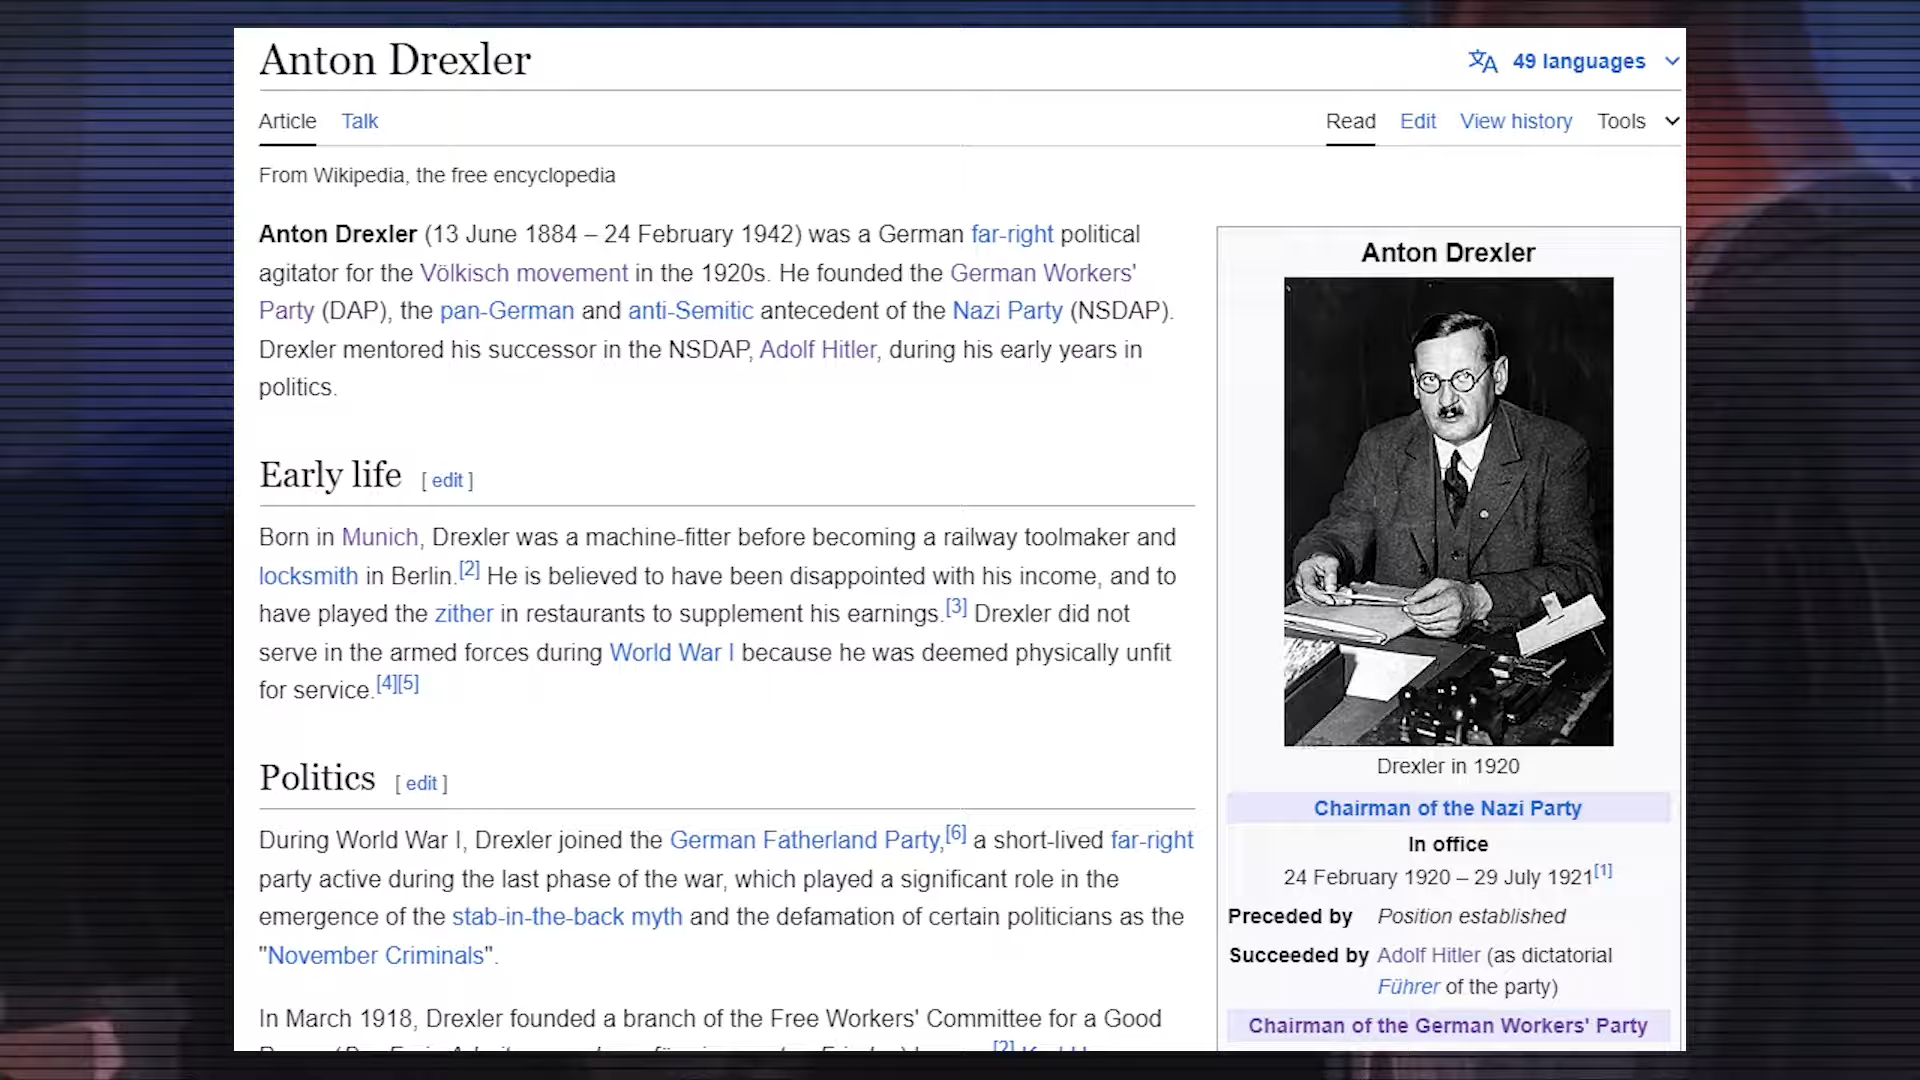 Anton Drexler
49 languages
Article Talk
Read Edit View history Tools
From Wikipedia, the free encyclopedia
Anton Drexler (13 June 1884 – 24 February 1942) was a German far-right political
agitator for the Völkisch movement in the 1920s. He founded the German Workers'
Party (DAP), the pan-German and anti-Semitic antecedent of the Nazi Party (NSDAP).
Drexler mentored his successor in the NSDAP, Adolf Hitler, during his early years in
politics.
Early life [ edit ]
Born in Munich, Drexler was a machine-fitter before becoming a railway toolmaker and
locksmith in Berlin.[2] He is believed to have been disappointed with his income, and to
have played the zither in restaurants to supplement his earnings.[3] Drexler did not
serve in the armed forces during World War I because he was deemed physically unfit
for service.[4][5]
Politics [ edit ]
During World War I, Drexler joined the German Fatherland Party,[6] a short-lived far-right
party active during the last phase of the war, which played a significant role in the
emergence of the stab-in-the-back myth and the defamation of certain politicians as the
"November Criminals".
In March 1918, Drexler founded a branch of the Free Workers' Committee for a Good
[2]
Anton Drexler
Drexler in 1920
Chairman of the Nazi Party
In office
24 February 1920 – 29 July 1921[1]
Preceded by Position established
Succeeded by Adolf Hitler (as dictatorial
Führer of the party)
Chairman of the German Workers' Party